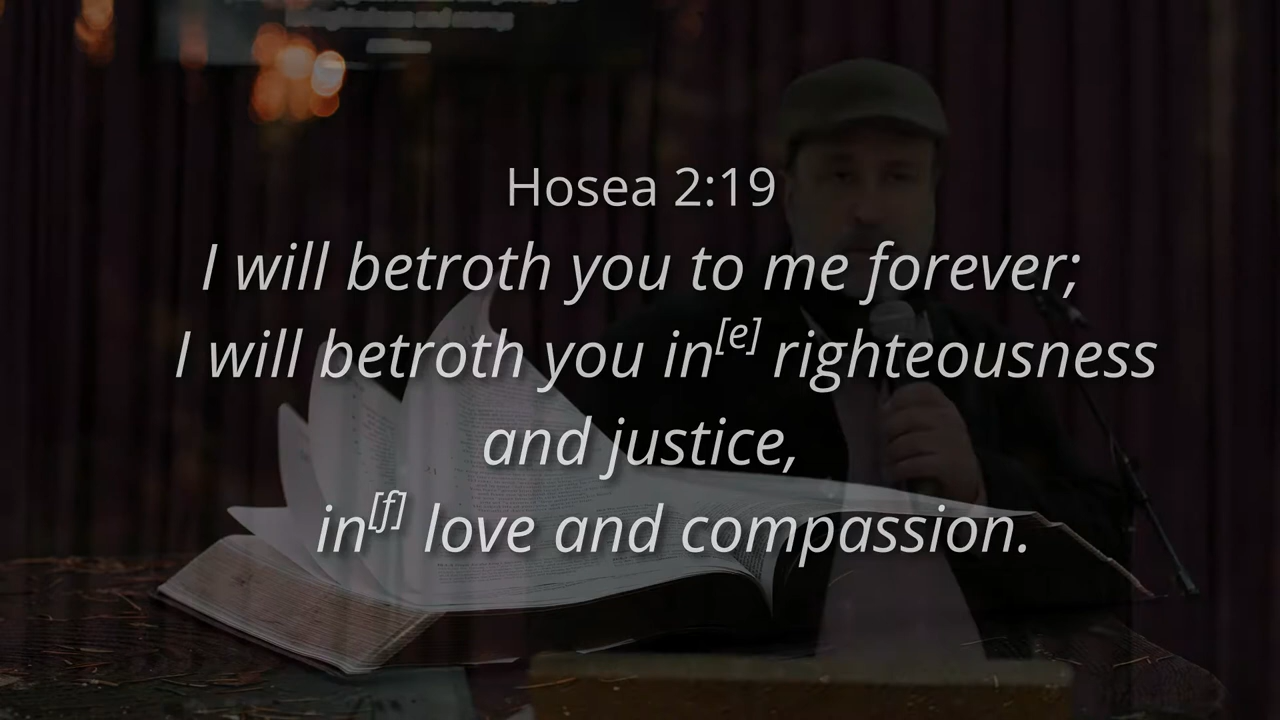 Hosea 2:19
I will betroth you to me forever;
I will betroth you in[e] righteousness
and justice,
in[f] love and compassion.